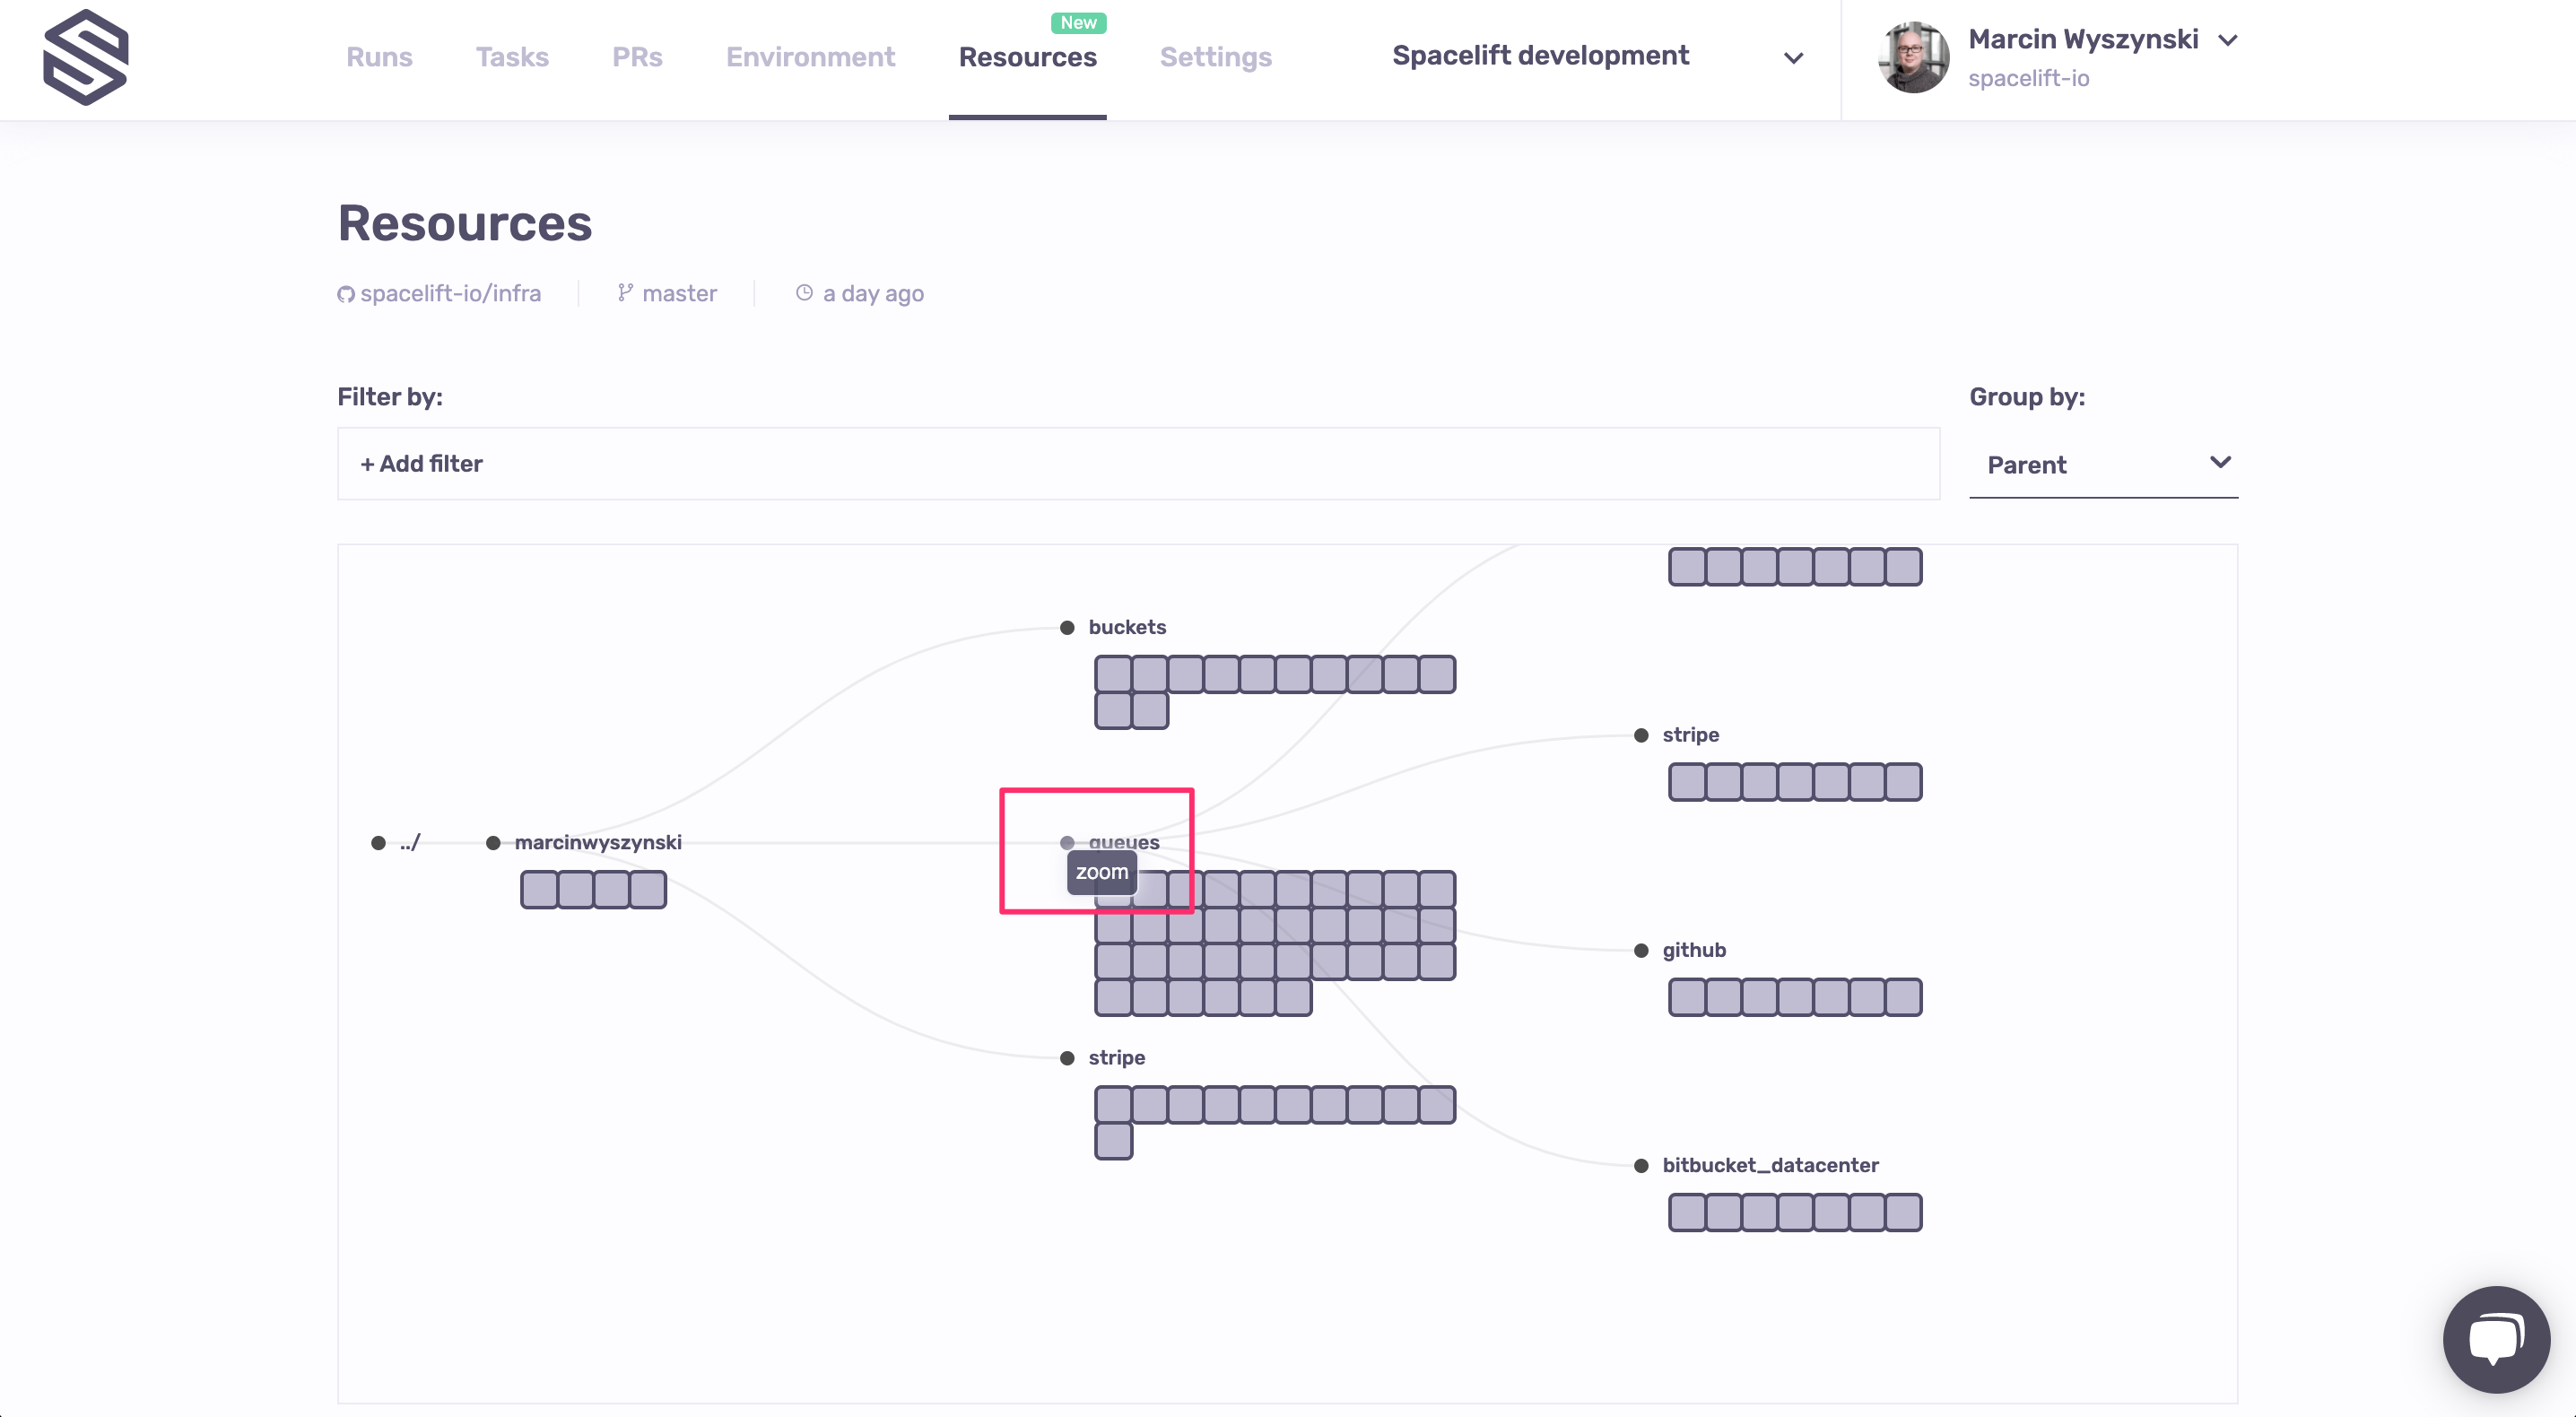 New
Runs Tasks PRs Environment Resources Settings Spacelift development Marcin Wyszynski
spacelift-io
Resources
spacelift-io/infra master a day ago
Filter by: Group by:
+ Add filter Parent
buckets
stripe
../ marcinwyszynski queues
zoom
github
stripe
bitbucket_datacenter